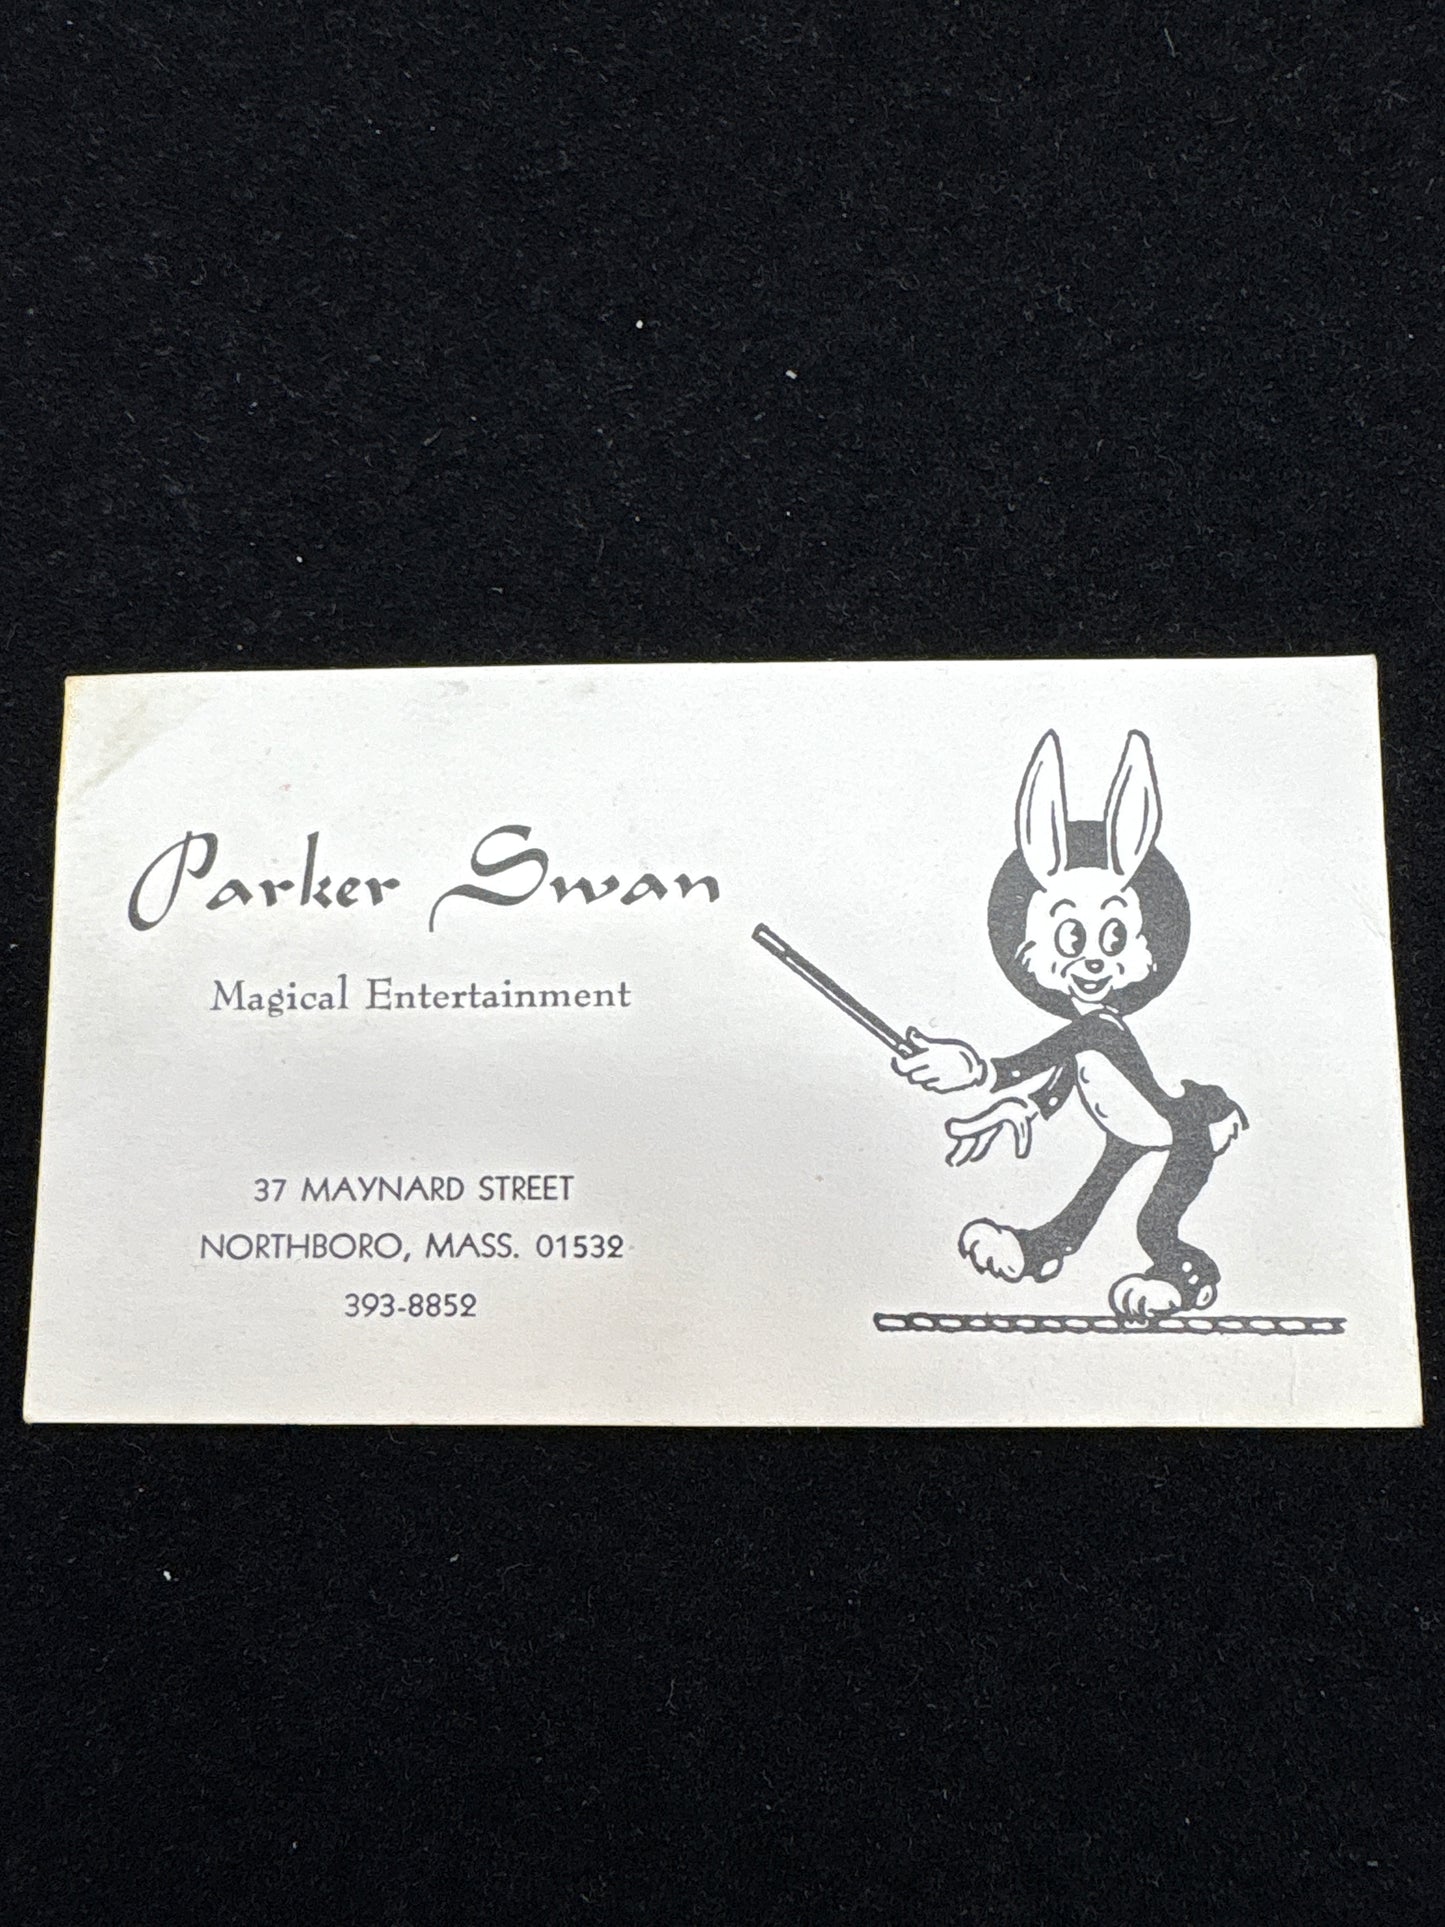 Parker Swan
Magical Entertainment
37 MAYNARD STREET
NORTHBORO, MASS. 01532
393-8852